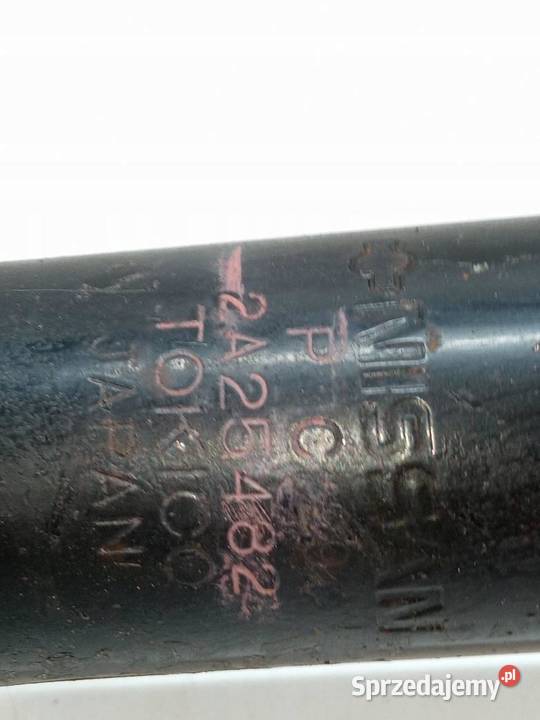 NISSAN
P C
2A25482
TOKICO
JAPAN
Sprzedajemy.pl